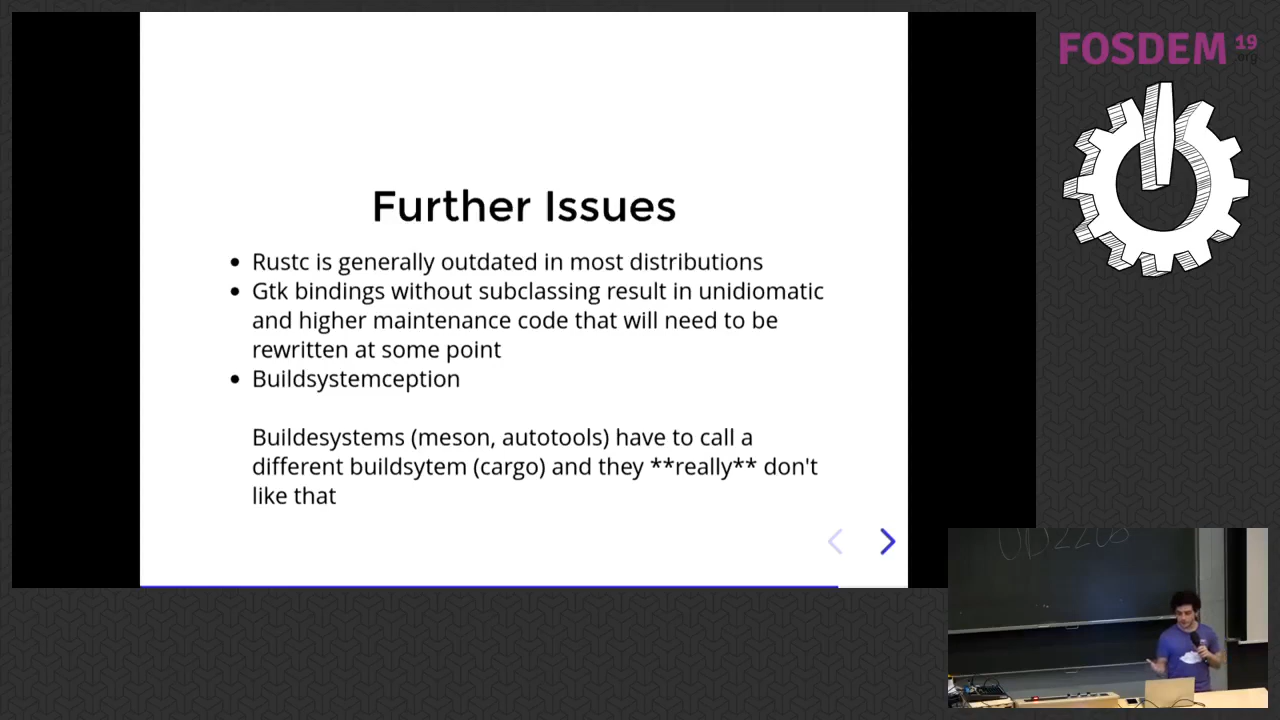 FOSDEM 19
.org
Further Issues
Rustc is generally outdated in most distributions
Gtk bindings without subclassing result in unidiomatic
and higher maintenance code that will need to be
rewritten at some point
Buildsystemception
Buildesystems (meson, autotools) have to call a
different buildsytem (cargo) and they **really** don't
like that